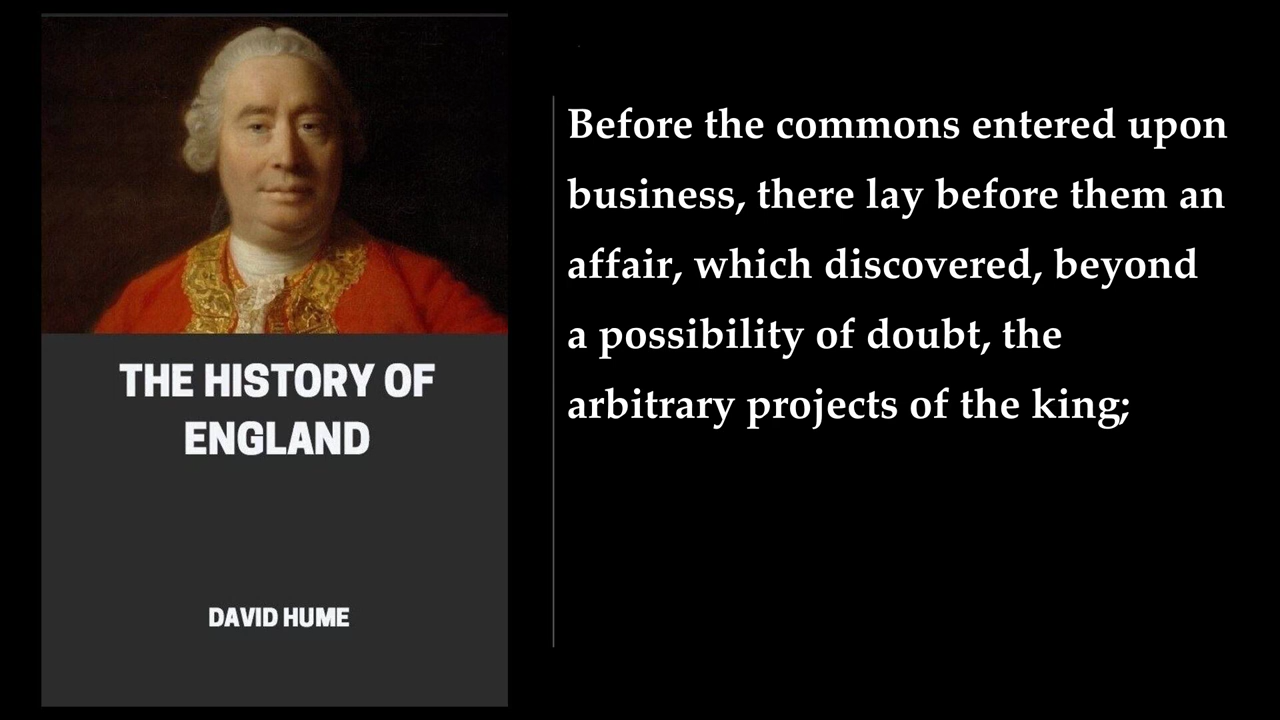 THE HISTORY OF
ENGLAND
DAVID HUME
Before the commons entered upon
business, there lay before them an
affair, which discovered, beyond
a possibility of doubt, the
arbitrary projects of the king;